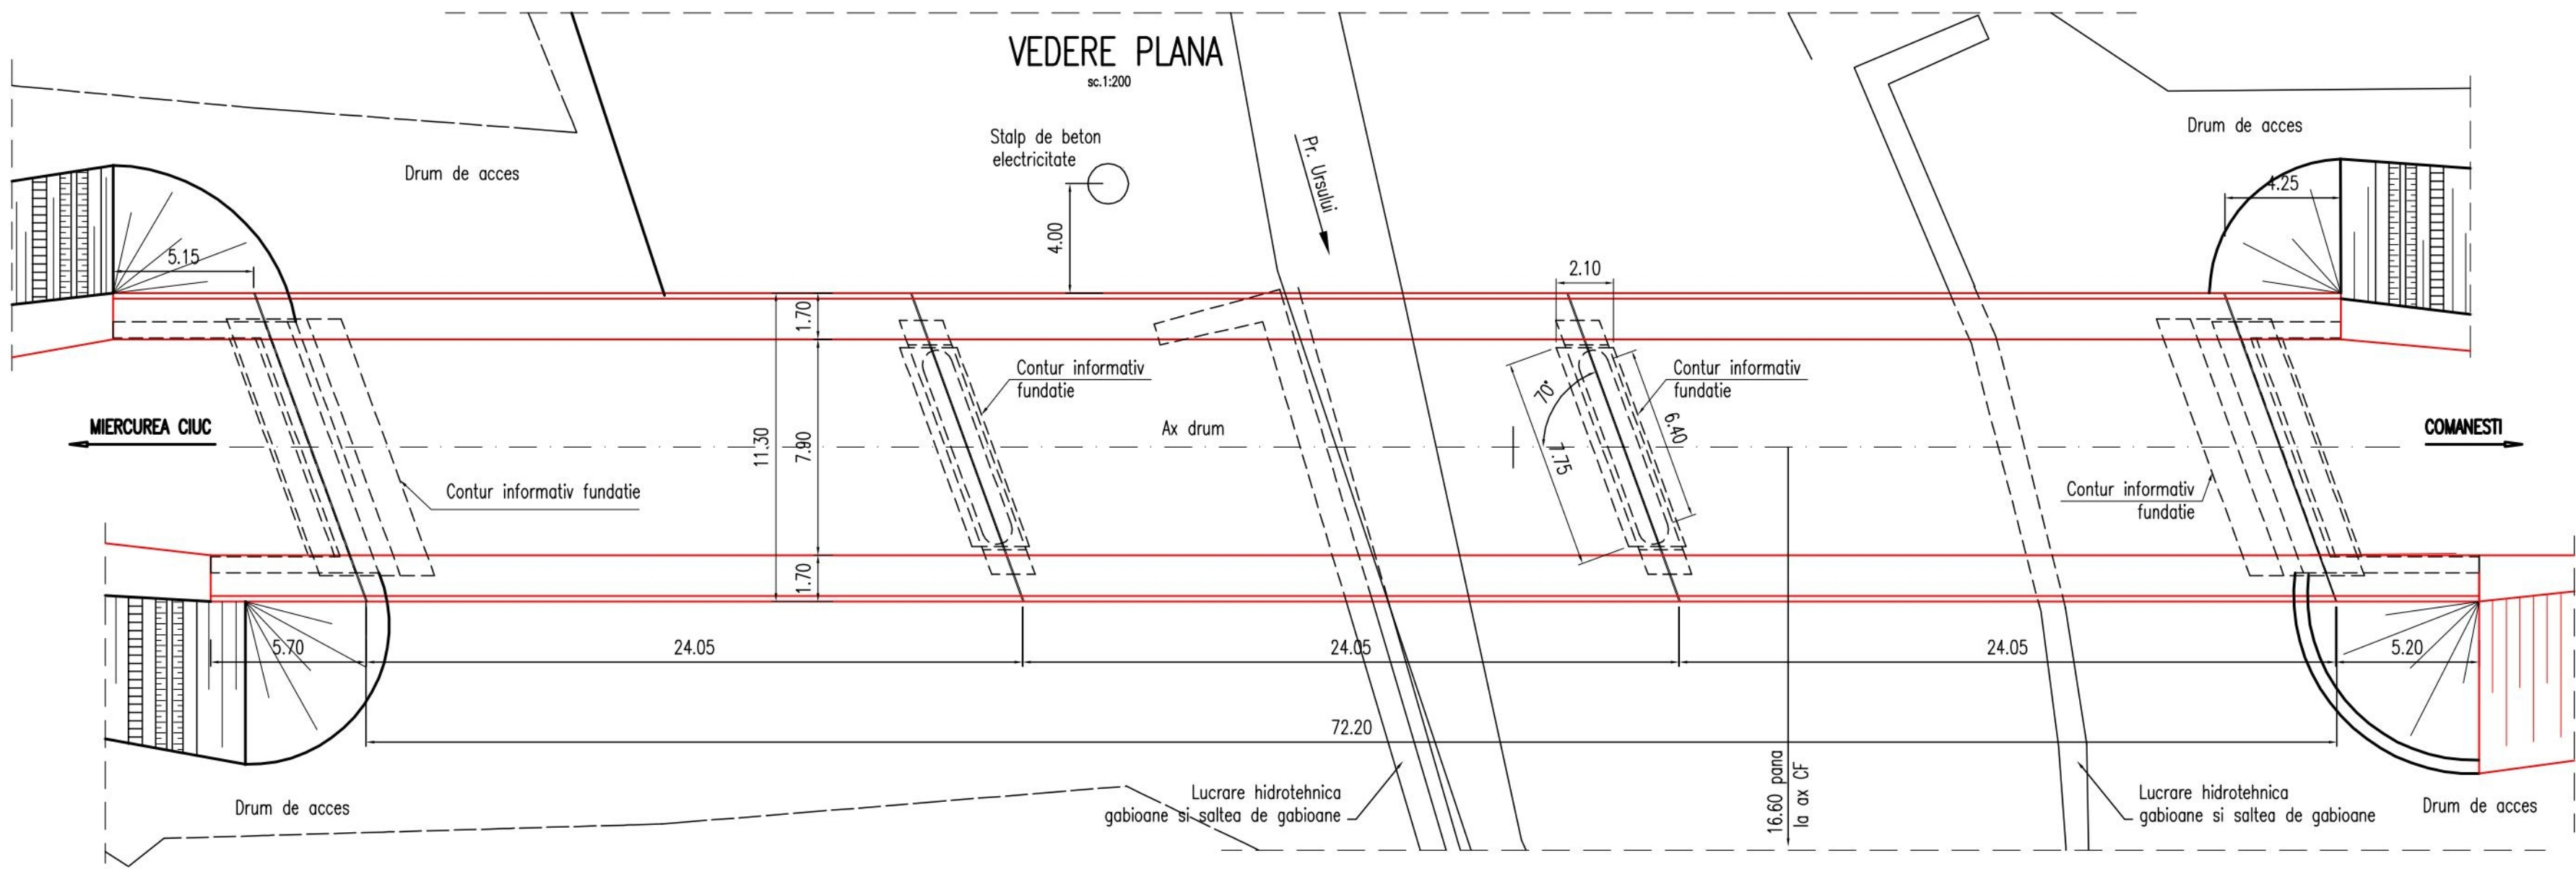 VEDERE PLANA
sc.1:200
Stalp de beton
electricitate
4.00
Pr. Ursului
Drum de acces
Drum de acces
5.15
4.25
2.10
1.70
11.30
7.90
1.70
Contur informativ
fundatie
Contur informativ
fundatie
70°
6.40
7.75
MIERCUREA CIUC
Ax drum
COMANESTI
Contur informativ fundatie
Contur informativ
fundatie
5.70
24.05
24.05
24.05
5.20
72.20
16.60 pana
la ax CF
Lucrare hidrotehnica
gabioane si saltea de gabioane
Lucrare hidrotehnica
gabioane si saltea de gabioane
Drum de acces
Drum de acces